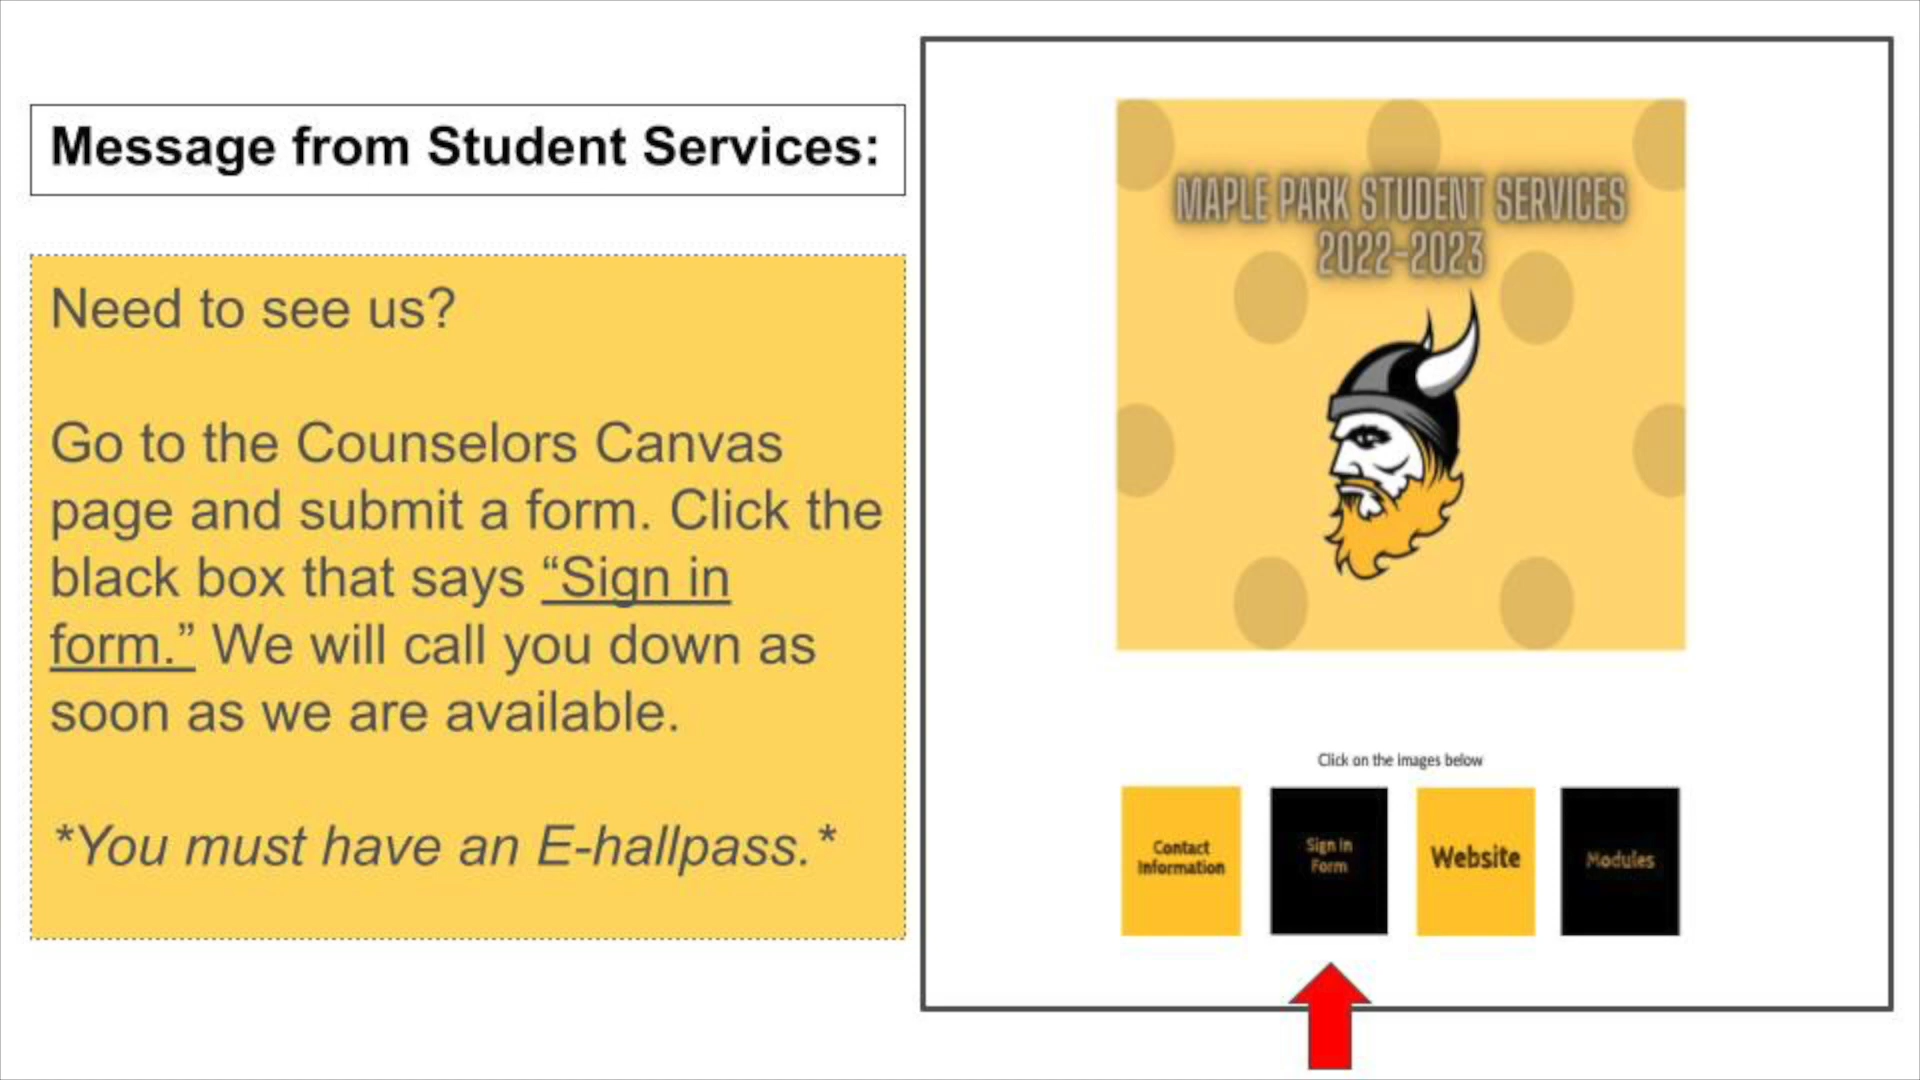 Message from Student Services:
Need to see us?
Go to the Counselors Canvas
page and submit a form. Click the
black box that says “Sign in
form.” We will call you down as
soon as we are available.
*You must have an E-hallpass.*
MAPLE PARK STUDENT SERVICES
2022-2023
Click on the images below
Contact
Information
Sign In
Form
Website
Modules